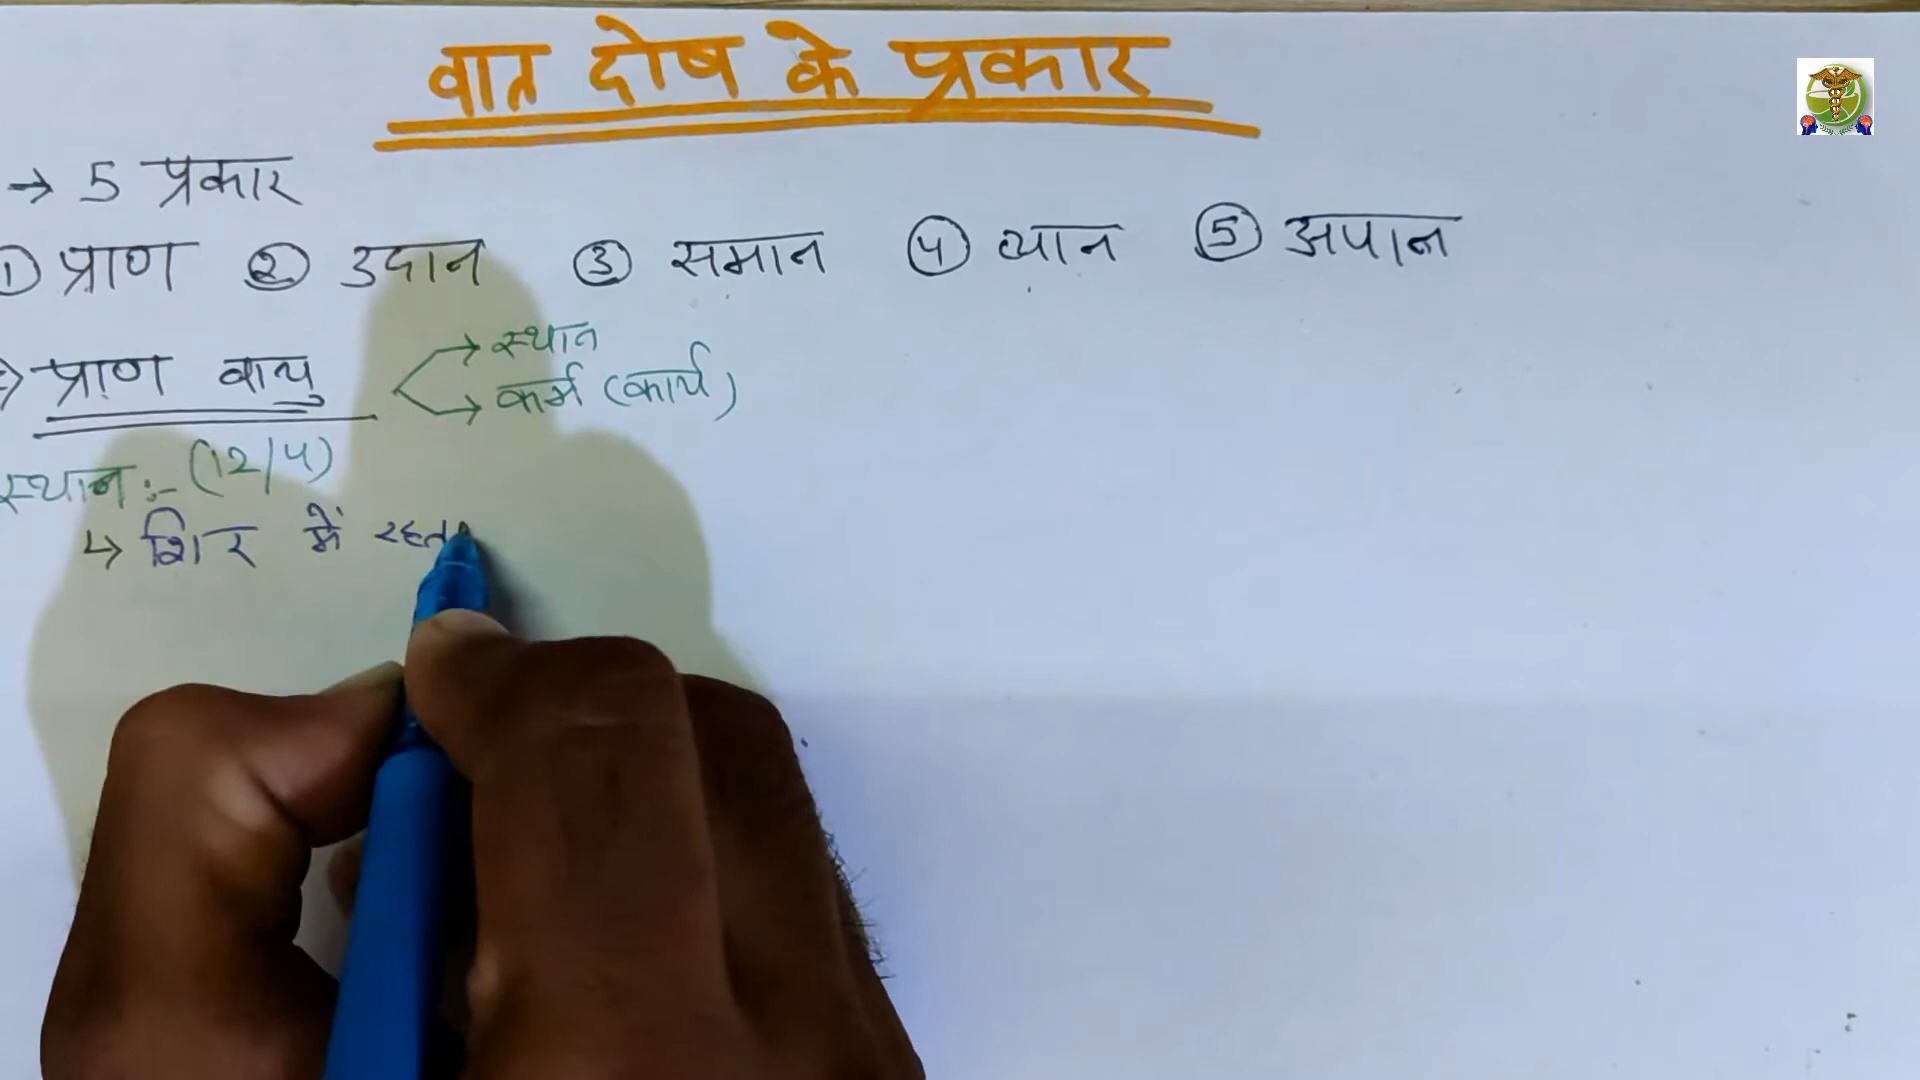 वात दोष के प्रकार
→ 5 प्रकार
① प्राण ② उदान ③ समान ④ व्यान ⑤ अपान
प्राण वायु → स्थान
→ कर्म (कार्य)
स्थान :- (12/4)
↳ शिर में रहता